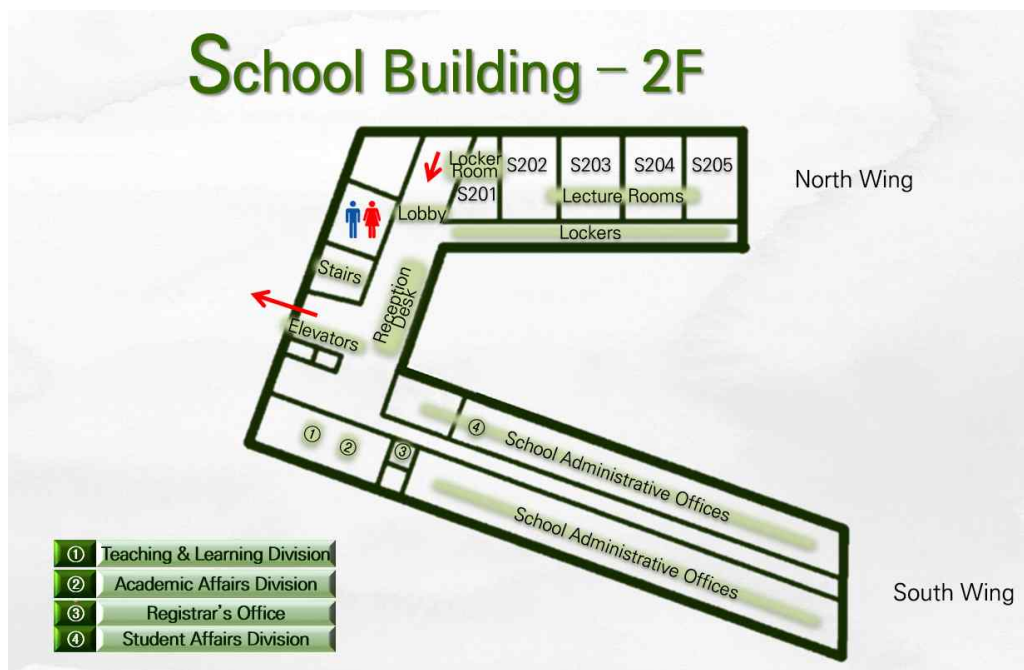 School Building – 2F
Locker
Room
S201
S202
S203
S204
S205
North Wing
Lecture Rooms
Lobby
Lockers
Stairs
Reception
Desk
Elevators
④ School Administrative Offices
① ② ③
School Administrative Offices
① Teaching & Learning Division
② Academic Affairs Division
③ Registrar's Office
④ Student Affairs Division
South Wing